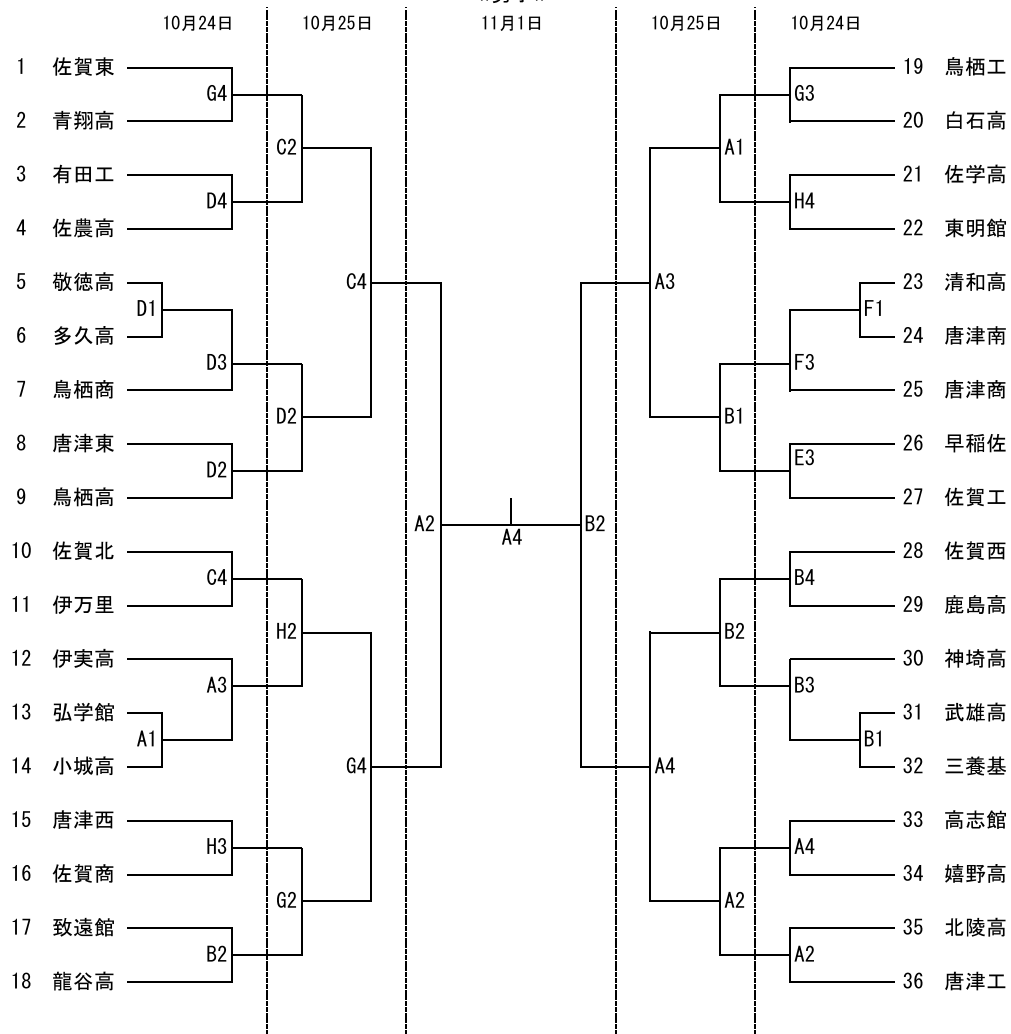 10月24日 10月25日 11月1日 10月25日 10月24日
1 佐賀東 19 鳥栖工
G4 G3
2 青翔高 20 白石高
C2 A1
3 有田工 21 佐学高
D4 H4
4 佐農高 22 東明館
5 敬徳高 C4 A3 23 清和高
D1 F1
6 多久高 24 唐津南
D3 F3
7 鳥栖商 25 唐津商
D2 B1
8 唐津東 26 早稲佐
D2 E3
9 鳥栖高 27 佐賀工
A2 A4 B2
10 佐賀北 28 佐賀西
C4 B4
11 伊万里 29 鹿島高
H2 B2
12 伊実高 30 神埼高
A3 B3
13 弘学館 31 武雄高
A1 B1
14 小城高 G4 A4 32 三養基
15 唐津西 33 高志館
H3 A4
16 佐賀商 34 嬉野高
G2 A2
17 致遠館 35 北陵高
B2 A2
18 龍谷高 36 唐津工